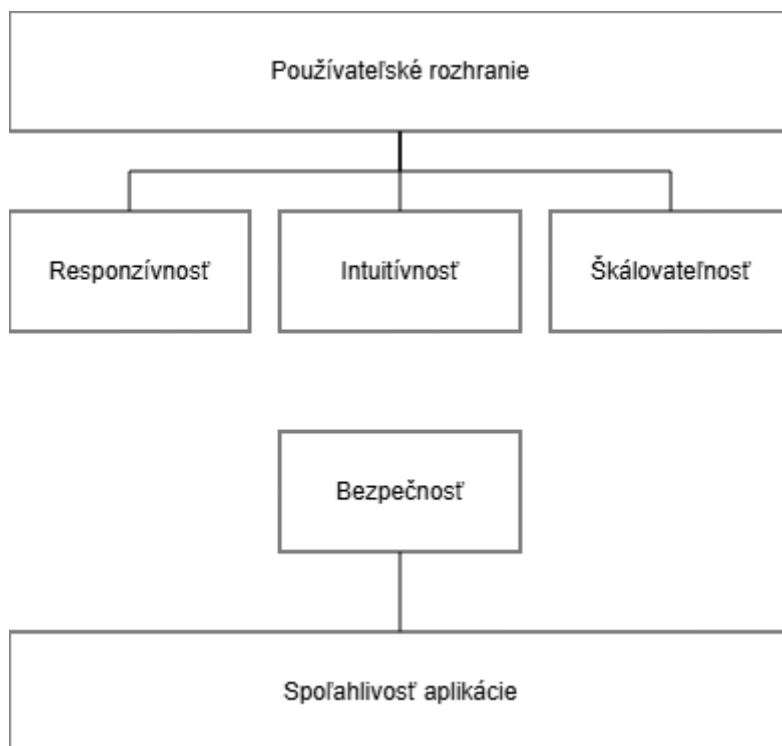 Používateľské rozhranie
Responzívnosť
Intuitívnosť
Škálovateľnosť
Bezpečnosť
Spoľahlivosť aplikácie